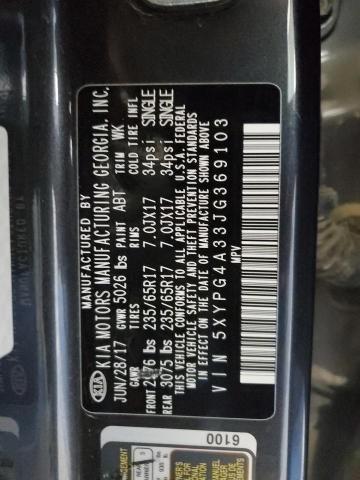 MANUFACTURED BY
KIA KIA MOTORS MANUFACTURING GEORGIA, INC.
JUN/28/17 GVWR 5026 lbs PAINT ABT TRIM WK
GAWR TIRES RIMS COLD TIRE INFL
FRONT lbs 235/65R17 7.0JX17 34psi SINGLE
REAR 3075 lbs 235/65R17 7.0JX17 34psi SINGLE
THIS VEHICLE CONFORMS TO ALL APPLICABLE U.S.A FEDERAL
MOTOR VEHICLE SAFETY AND THEFT PREVENTION STANDARDS
IN EFFECT ON THE DATE OF MANUFACTURE SHOWN ABOVE
VIN 5XYPG4A33JG369103
MPV
6100